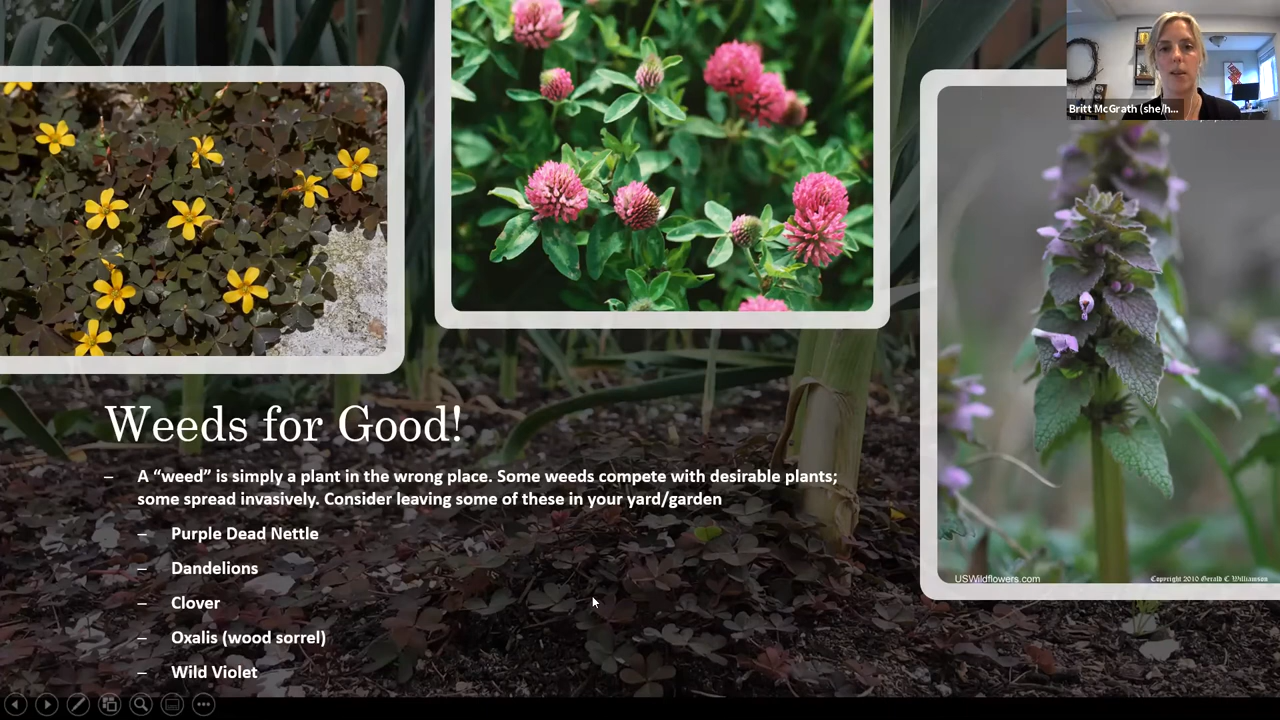 Britt McGrath (she/h...
Weeds for Good!
– A “weed” is simply a plant in the wrong place. Some weeds compete with desirable plants;
some spread invasively. Consider leaving some of these in your yard/garden
– Purple Dead Nettle
– Dandelions
– Clover
– Oxalis (wood sorrel)
– Wild Violet
USWildflowers.com
Copyright 2010 Gerald C Williamson